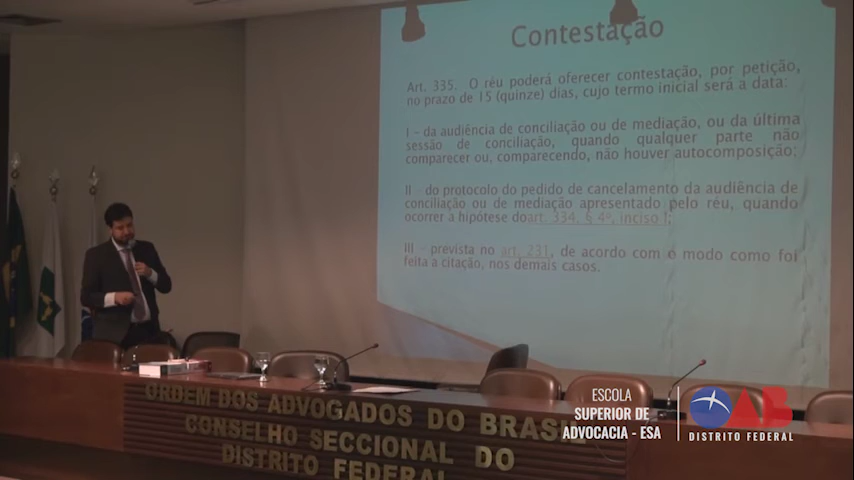 Contestação
Art. 335. O réu poderá oferecer contestação, por petição,
no prazo de 15 (quinze) dias, cujo termo inicial será a data:
I - da audiência de conciliação ou de mediação, ou da última
sessão de conciliação, quando qualquer parte não
comparecer ou, comparecendo, não houver autocomposição;
II - do protocolo do pedido de cancelamento da audiência de
conciliação ou de mediação apresentado pelo réu, quando
ocorrer a hipótese do art. 334, § 4º, inciso I;
III - prevista no art. 231, de acordo com o modo como foi
feita a citação, nos demais casos.
ORDEM DOS ADVOGADOS DO BRASIL
CONSELHO SECCIONAL DO
DISTRITO FEDERAL
ESCOLA
SUPERIOR DE
ADVOCACIA - ESA
OAB
DISTRITO FEDERAL